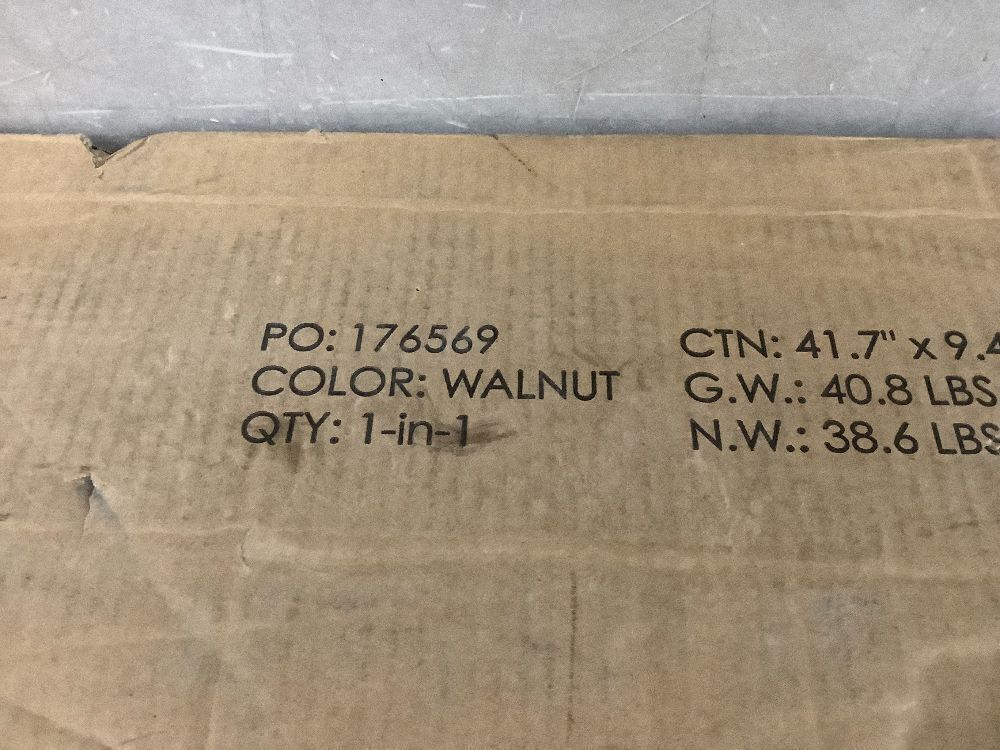 PO: 176569
COLOR: WALNUT
QTY: 1-in-1
CTN: 41.7" x 9.4
G.W.: 40.8 LBS
N.W.: 38.6 LBS